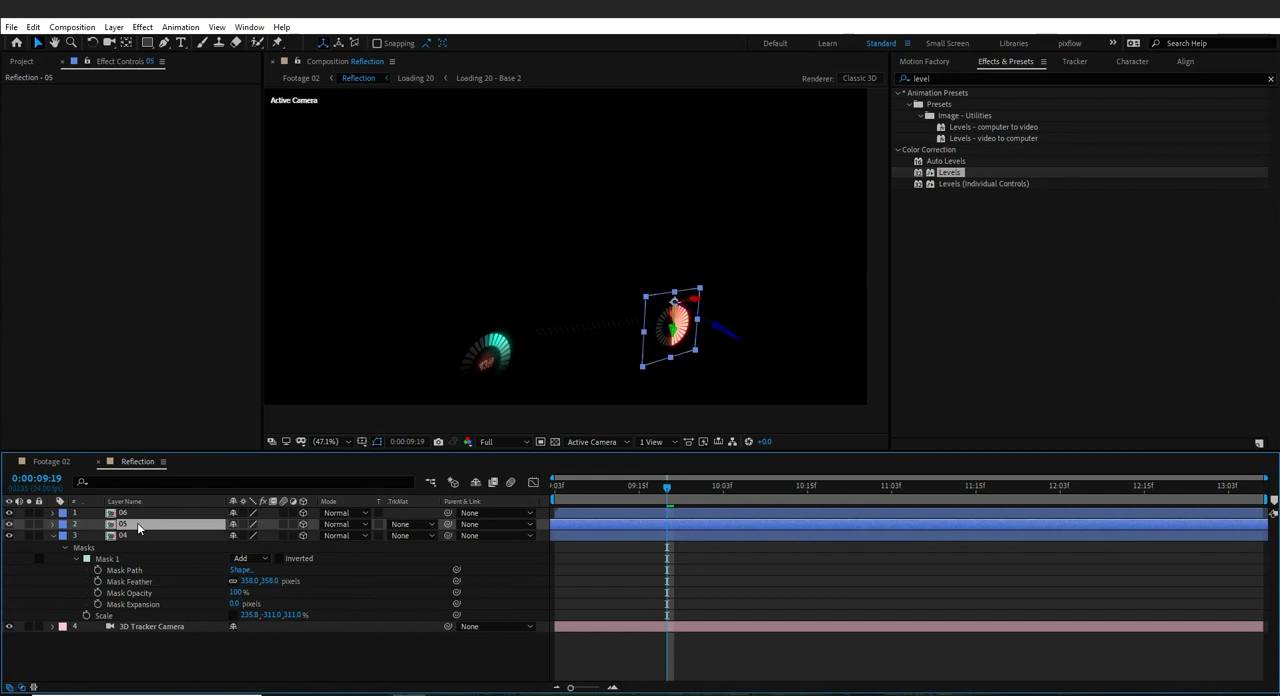 File Edit Composition Layer Effect Animation View Window Help
Snapping Default Learn Standard Small Screen Libraries pixflow Search Help
Project Effect Controls 05 Composition Reflection Motion Factory Effects & Presets Tracker Character Align
Reflection - 05 Footage 02 Reflection Loading 20 Loading 20 - Base 2 Renderer: Classic 3D level
Active Camera
* Animation Presets
Presets
Image - Utilities
Levels - computer to video
Levels - video to computer
Color Correction
Auto Levels
Levels
Levels (Individual Controls)
(47.1%) 0:00:09:19 Full Active Camera 1 View +0.0
Footage 02 Reflection
0:00:09:19
00235 (24.00 fps)
:03f 09:15f 10:03f 10:15f 11:03f 11:15f 12:03f 12:15f 13:03f
# Layer Name Mode T TrkMat Parent & Link
1 06 Normal None
2 05 Normal None None
3 04 Normal None None
Masks
Mask 1 Add Inverted
Mask Path Shape...
Mask Feather 358.0,358.0 pixels
Mask Opacity 100 %
Mask Expansion 0.0 pixels
Scale 235.8,-311.0,311.0 %
4 3D Tracker Camera None